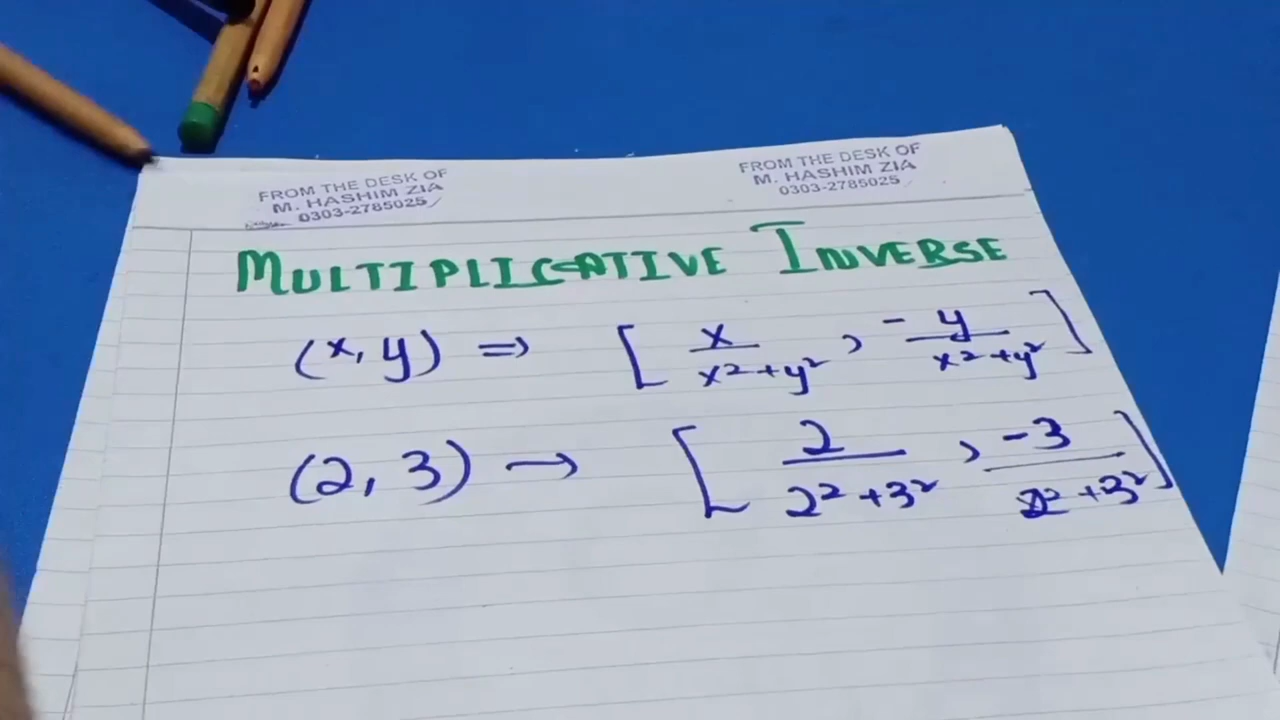 FROM THE DESK OF
M. HASHIM ZIA
0303-2785025
FROM THE DESK OF
M. HASHIM ZIA
0303-2785025
MULTIPLICATIVE INVERSE
(x, y) ⇒ [x/(x²+y²), -y/(x²+y²)]
(2, 3) → [2/(2²+3²), -3/(2²+3²)]